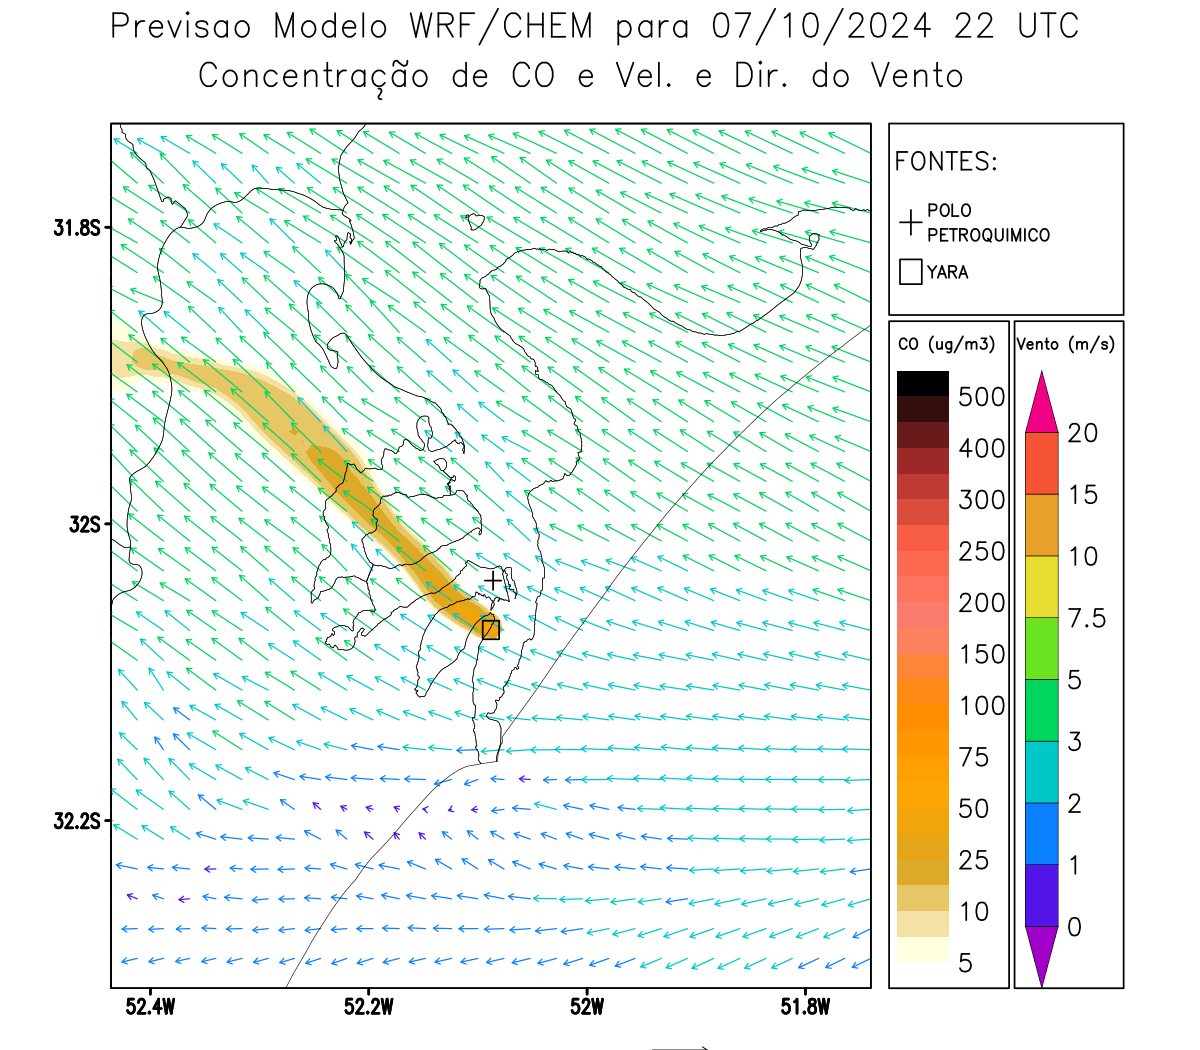 Previsao Modelo WRF/CHEM para 07/10/2024 22 UTC
Concentração de CO e Vel. e Dir. do Vento
FONTES:
POLO
PETROQUIMICO
YARA
31.8S
32S
32.2S
52.4W
52.2W
52W
51.8W
CO (ug/m3)
500
400
300
250
200
150
100
75
50
25
10
5
Vento (m/s)
20
15
10
7.5
5
3
2
1
0